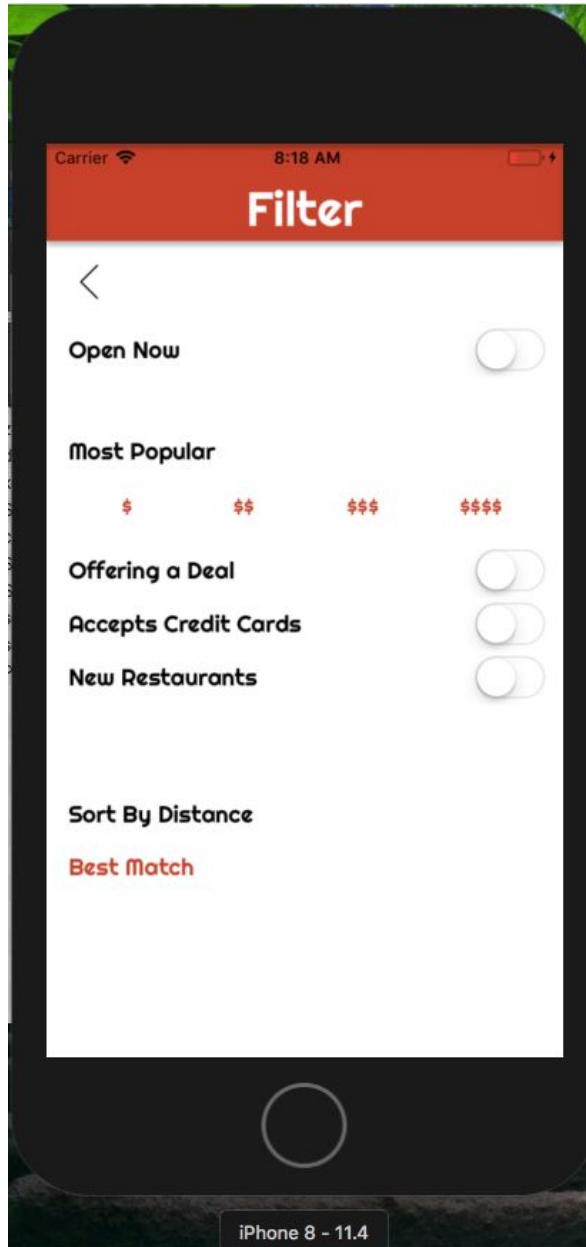 Carrier 8:18 AM
Filter
Open Now
Most Popular
$ $$ $$$ $$$$
Offering a Deal
Accepts Credit Cards
New Restaurants
Sort By Distance
Best Match
iPhone 8 - 11.4